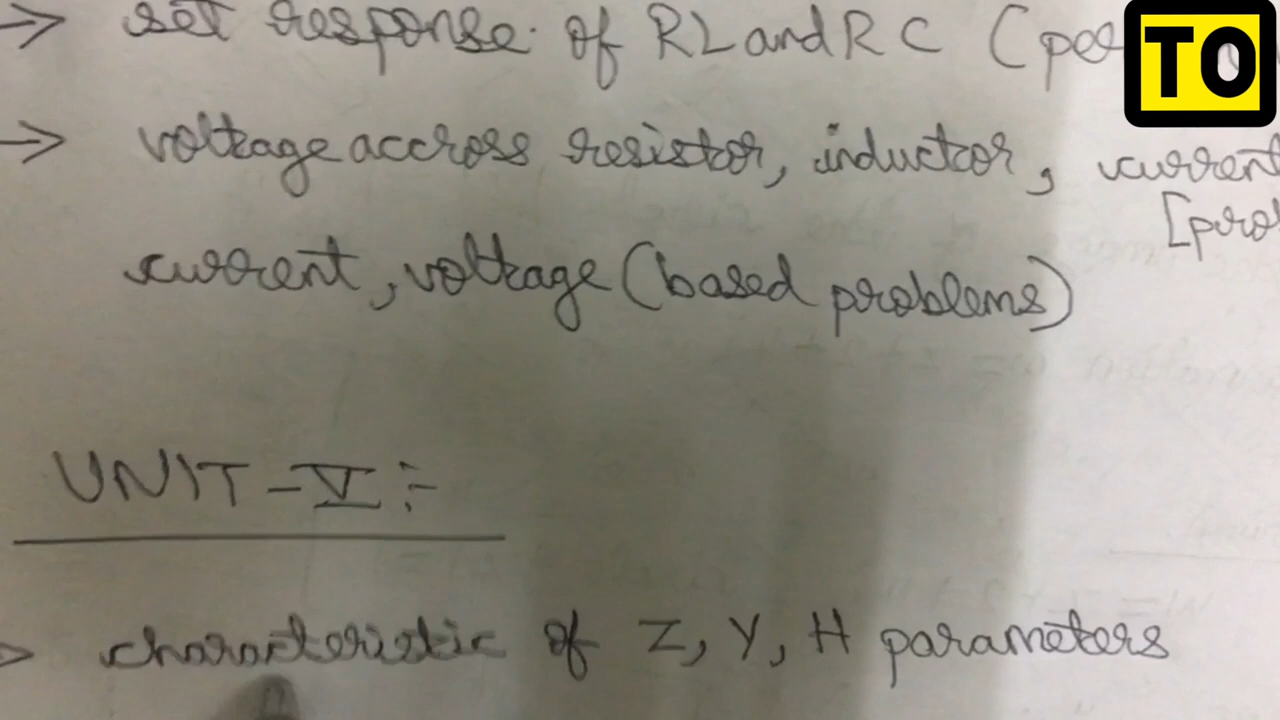 → set response. of RL and RC (
TO
→ voltage accross resistor, inductor, current
[pro
current, voltage (based problems)
UNIT-V :-
> characteristic of Z, Y, H parameters